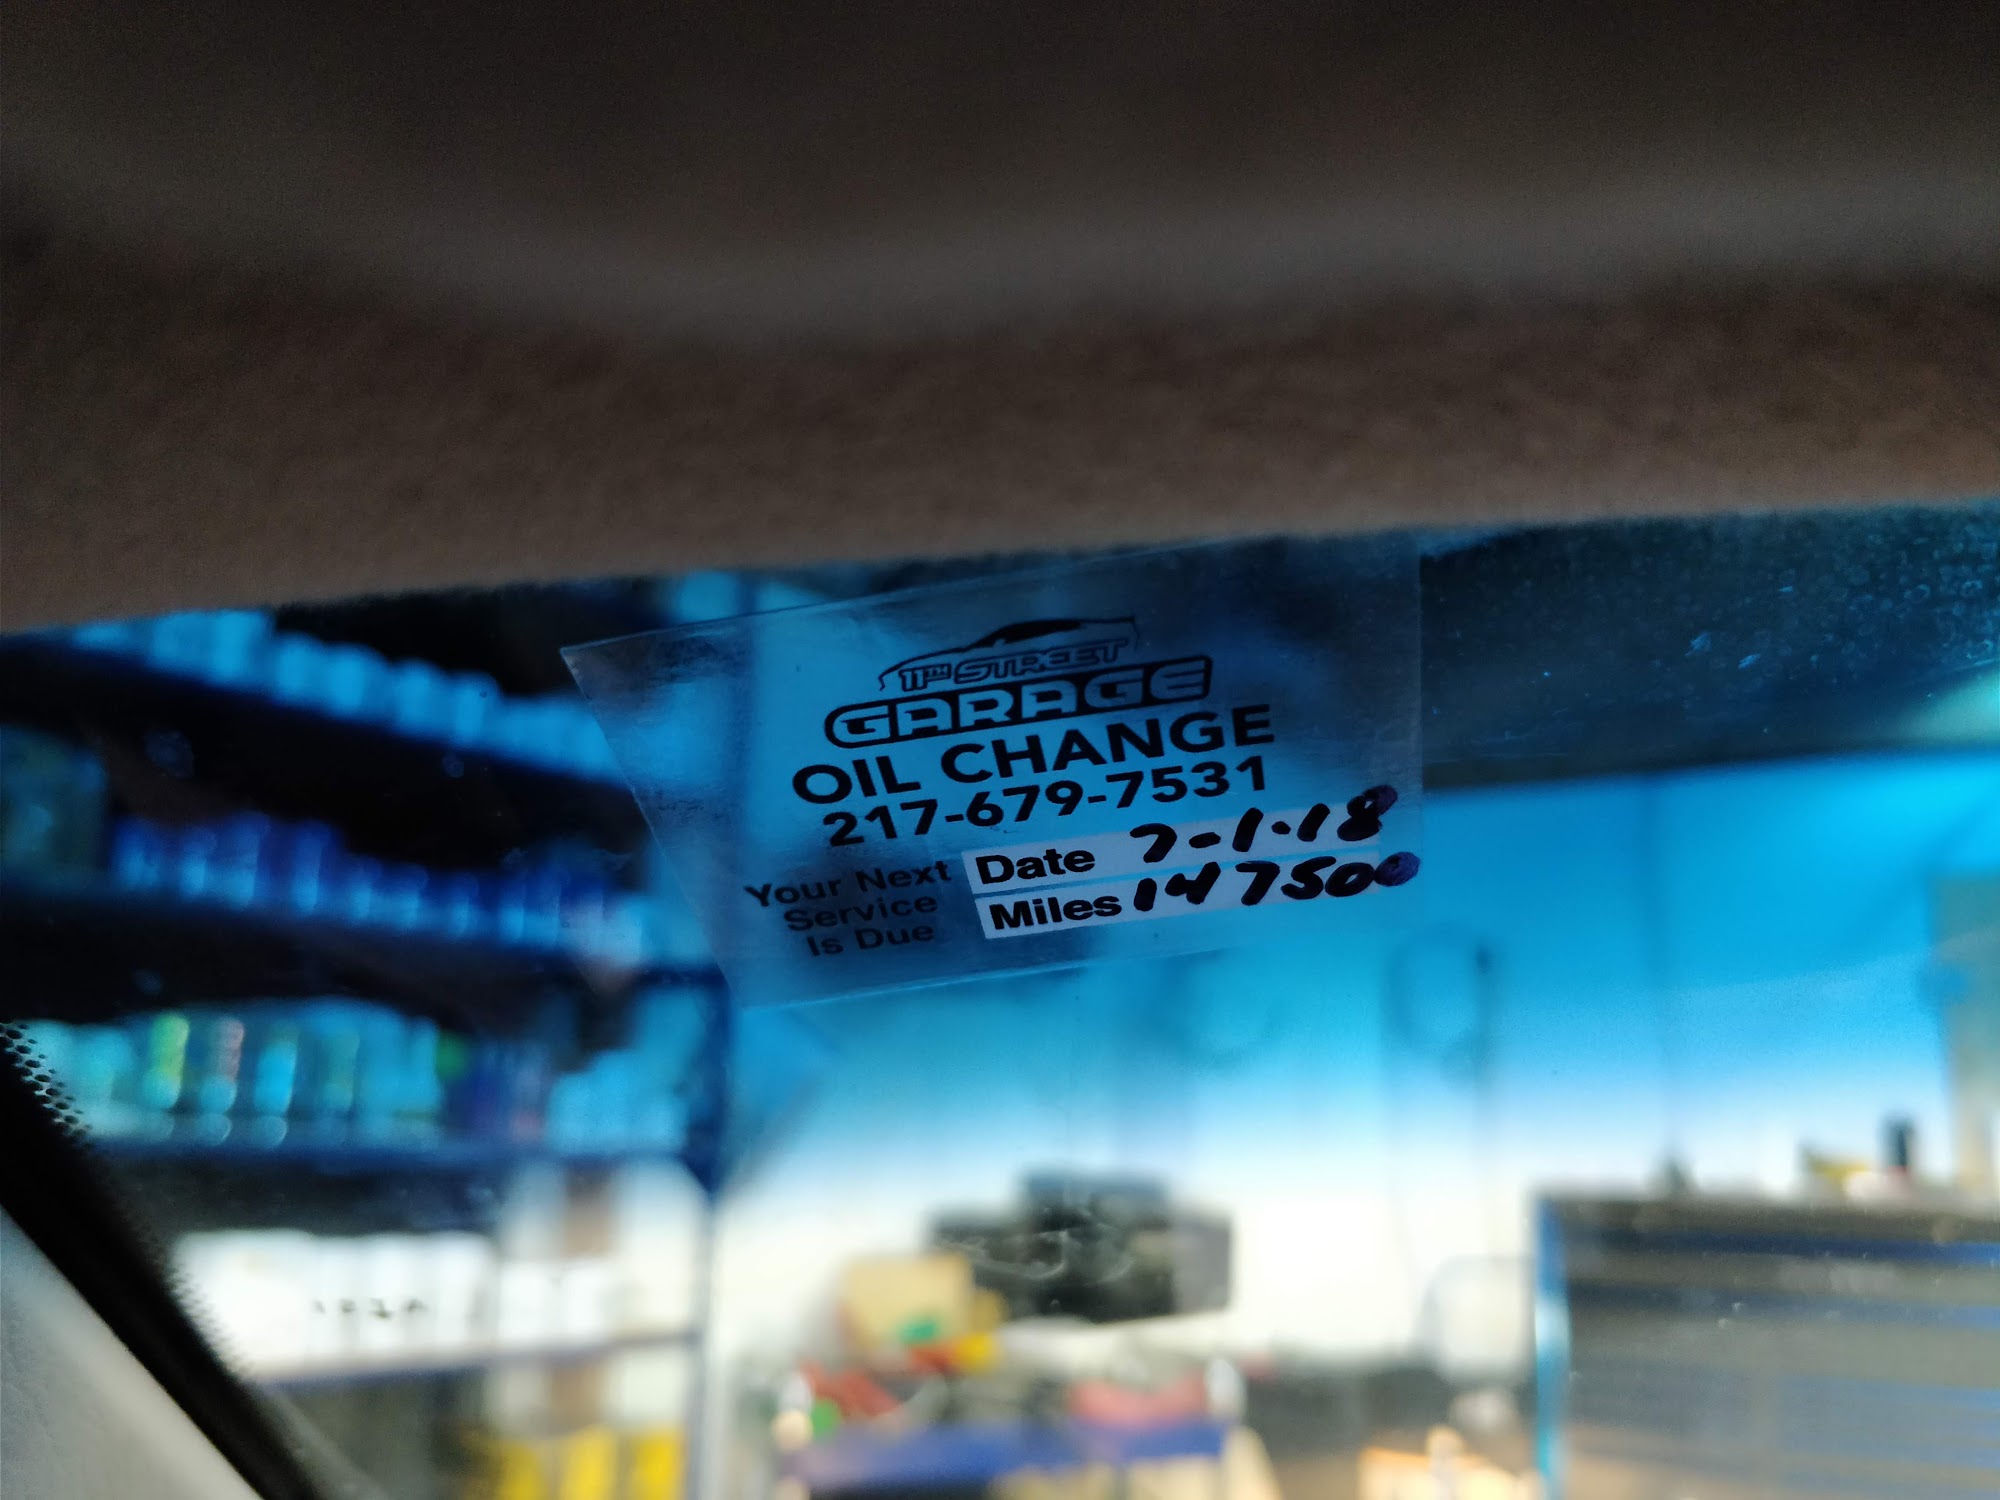 11TH STREET
GARAGE
OIL CHANGE
217-679-7531
Your Next
Service
Is Due
Date 7-1-18
Miles 147500